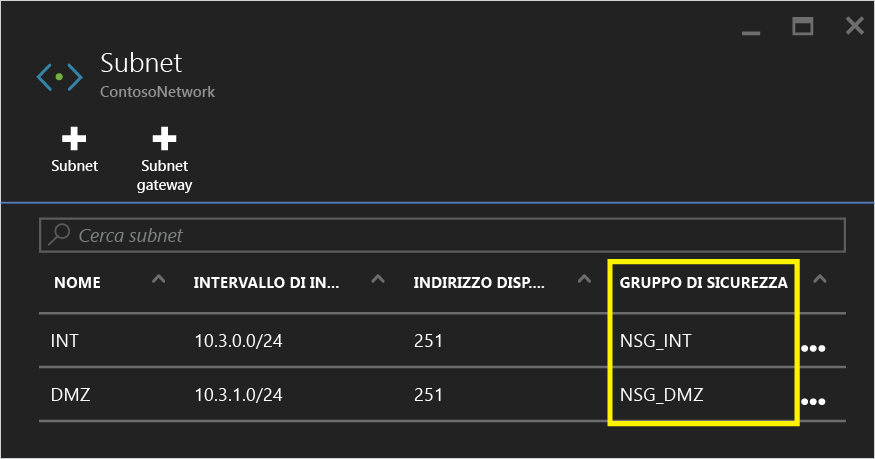 Subnet
ContosoNetwork
Subnet
Subnet
gateway
Cerca subnet
NOME INTERVALLO DI IN... INDIRIZZO DISP.... GRUPPO DI SICUREZZA
INT 10.3.0.0/24 251 NSG_INT
DMZ 10.3.1.0/24 251 NSG_DMZ